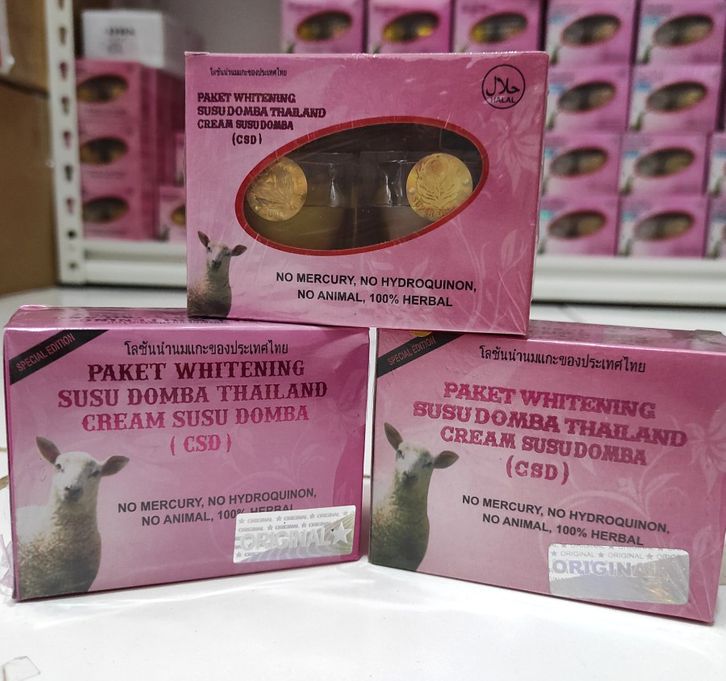 โลชันน้ำนมแกะของประเทศไทย
PAKET WHITENING
SUSU DOMBA THAILAND
CREAM SUSU DOMBA
(CSD)
حلال
HALAL
NO MERCURY, NO HYDROQUINON,
NO ANIMAL, 100% HERBAL
SPECIAL EDITION
โลชันน้ำนมแกะของประเทศไทย
PAKET WHITENING
SUSU DOMBA THAILAND
CREAM SUSU DOMBA
(CSD)
NO MERCURY, NO HYDROQUINON,
NO ANIMAL, 100% HERBAL
ORIGINAL
SPECIAL EDITION
โลชันน้ำนมแกะของประเทศไทย
PAKET WHITENING
SUSU DOMBA THAILAND
CREAM SUSU DOMBA
(CSD)
NO MERCURY, NO HYDROQUINON,
NO ANIMAL, 100% HERBAL
ORIGINAL ORIGINAL ORIGINAL
ORIGINAL